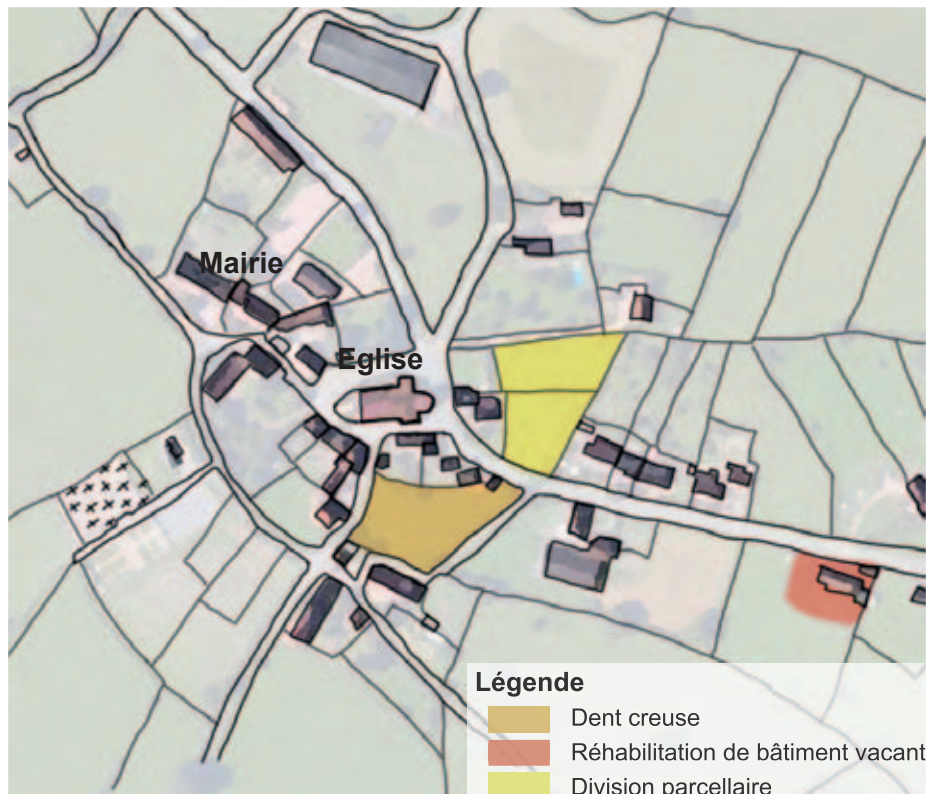 Mairie
Eglise
Légende
Dent creuse
Réhabilitation de bâtiment vacant
Division parcellaire